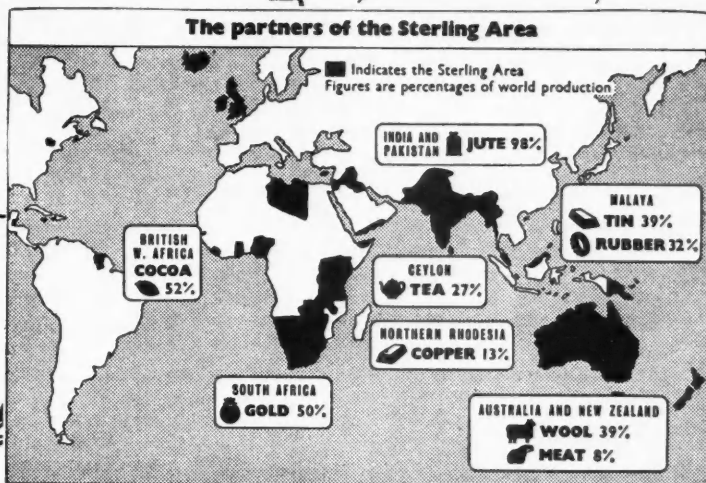 The partners of the Sterling Area
Indicates the Sterling Area
Figures are percentages of world production
INDIA AND
PAKISTAN JUTE 98%
MALAYA
TIN 39%
RUBBER 32%
BRITISH
W. AFRICA
COCOA
52%
CEYLON
TEA 27%
NORTHERN RHODESIA
COPPER 13%
SOUTH AFRICA
GOLD 50%
AUSTRALIA AND NEW ZEALAND
WOOL 39%
MEAT 8%